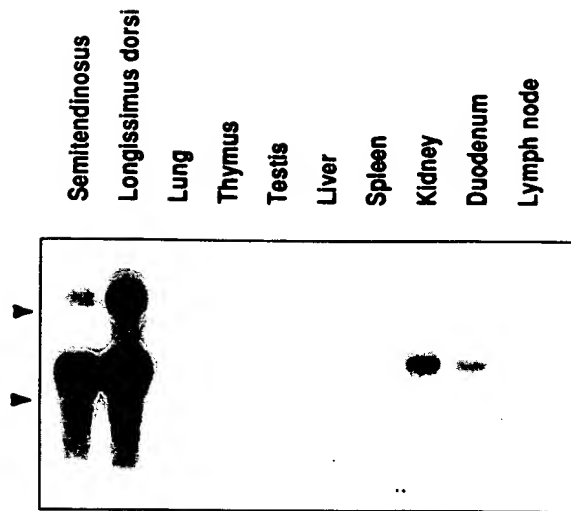 Semitendinosus
Longissimus dorsi
Lung
Thymus
Testis
Liver
Spleen
Kidney
Duodenum
Lymph node